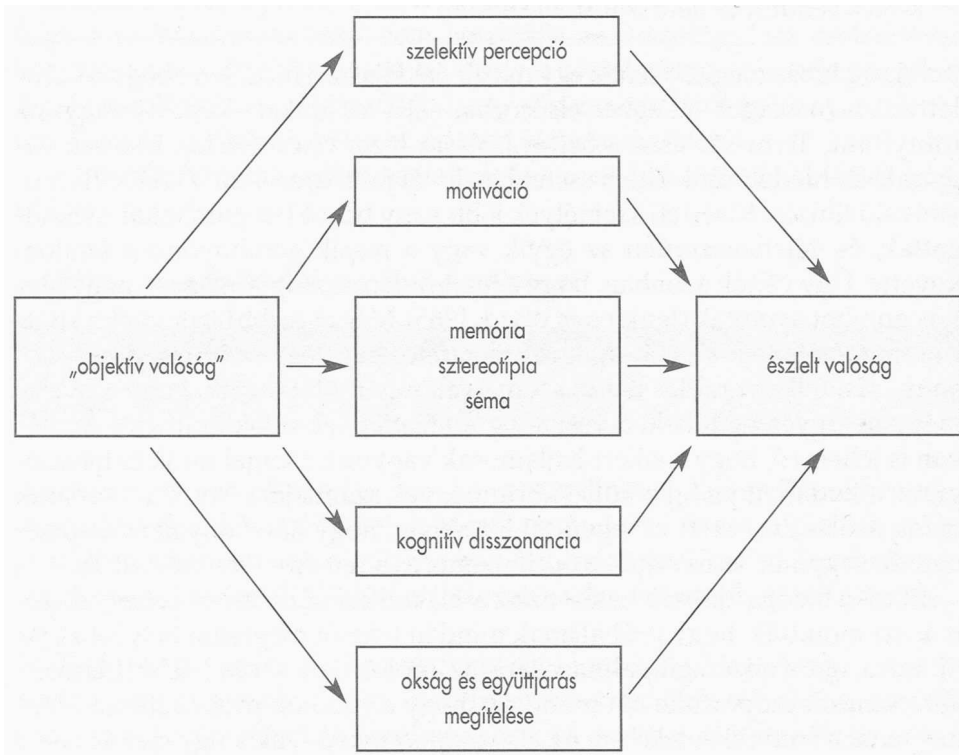 szelektív percepció
motiváció
„objektív valóság"
memória
sztereotípia
séma
észlelt valóság
kognitív disszonancia
okság és együttjárás
megítélése